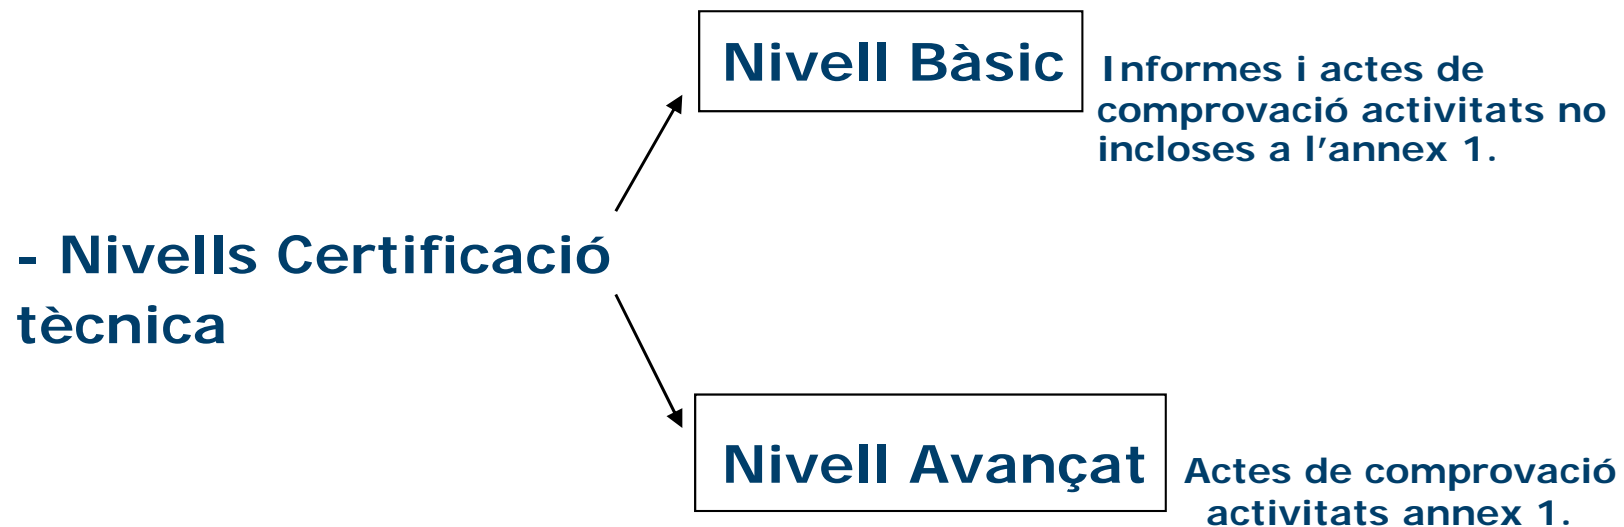 Nivell Bàsic
Informes i actes de
comprovació activitats no
incloses a l’annex 1.
- Nivells Certificació
tècnica
Nivell Avançat
Actes de comprovació
activitats annex 1.